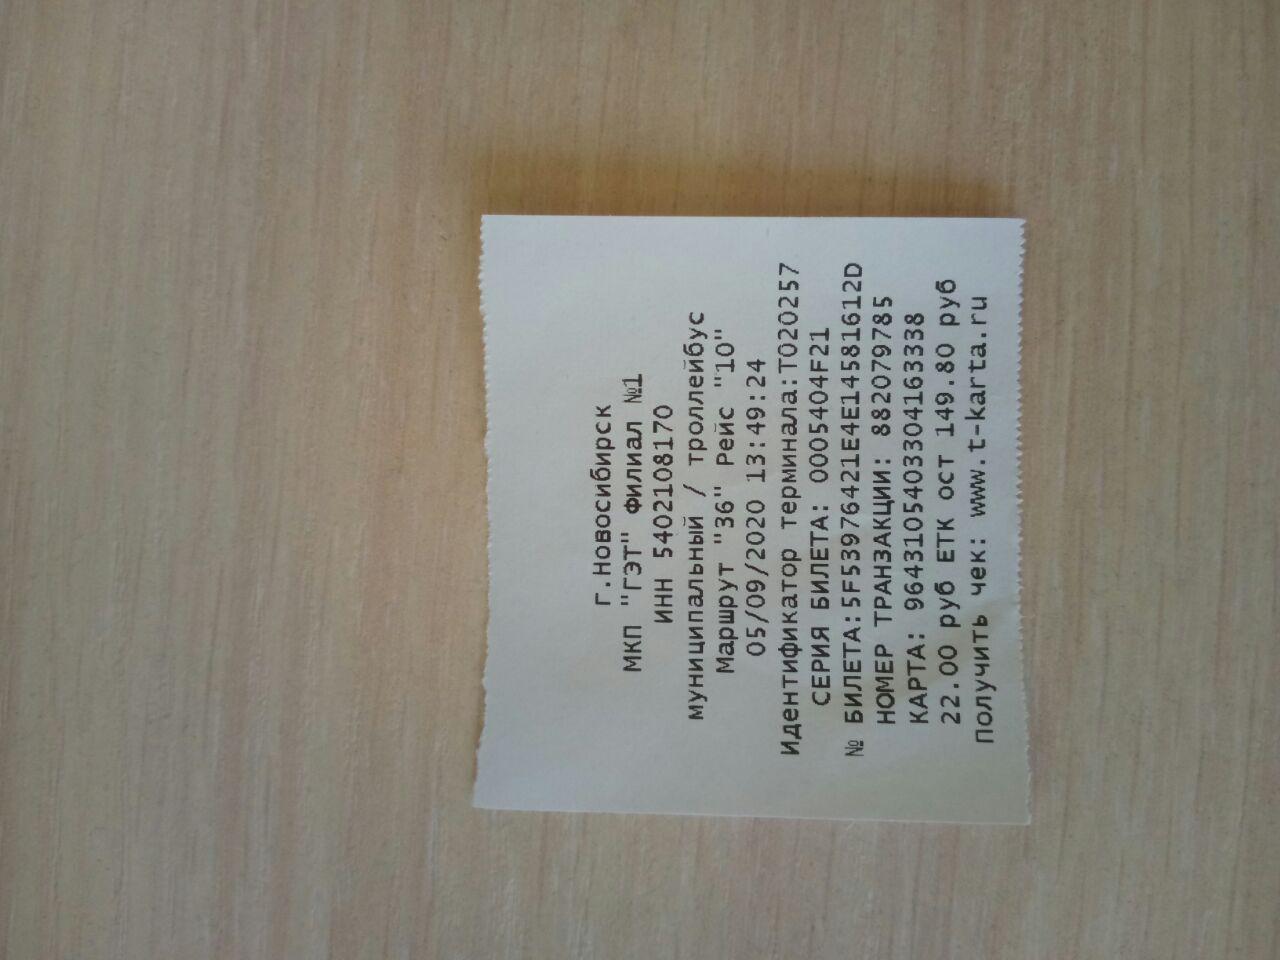 г.Новосибирск
МКП "ГЭТ" Филиал №1
ИНН 5402108170
муниципальный / троллейбус
Маршрут "36" Рейс "10"
05/09/2020 13:49:24
Идентификатор терминала:Т020257
СЕРИЯ БИЛЕТА: 0005404F21
№ БИЛЕТА:5F53976421E4E14581612D
НОМЕР ТРАНЗАКЦИИ: 882079785
КАРТА: 9643105403304163338
22.00 руб ЕТК ост 149.80 руб
Получить чек: www.t-karta.ru